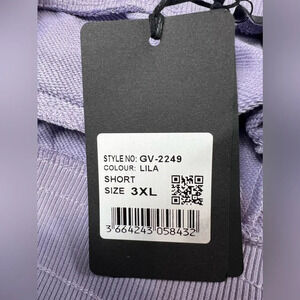 STYLE NO: GV-2249
COLOUR: LILA
SHORT
SIZE 3XL
3 664243 058432